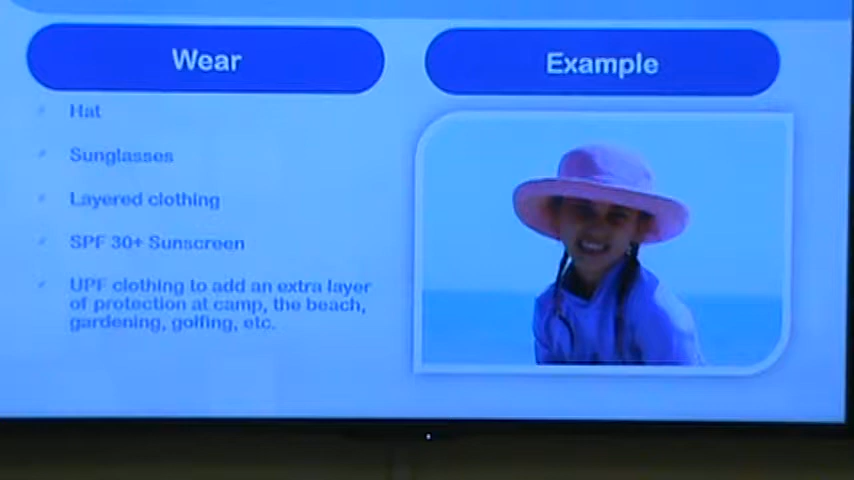 Wear
Hat
Sunglasses
Layered clothing
SPF 30+ Sunscreen
UPF clothing to add an extra layer
of protection at camp, the beach,
gardening, golfing, etc.
Example